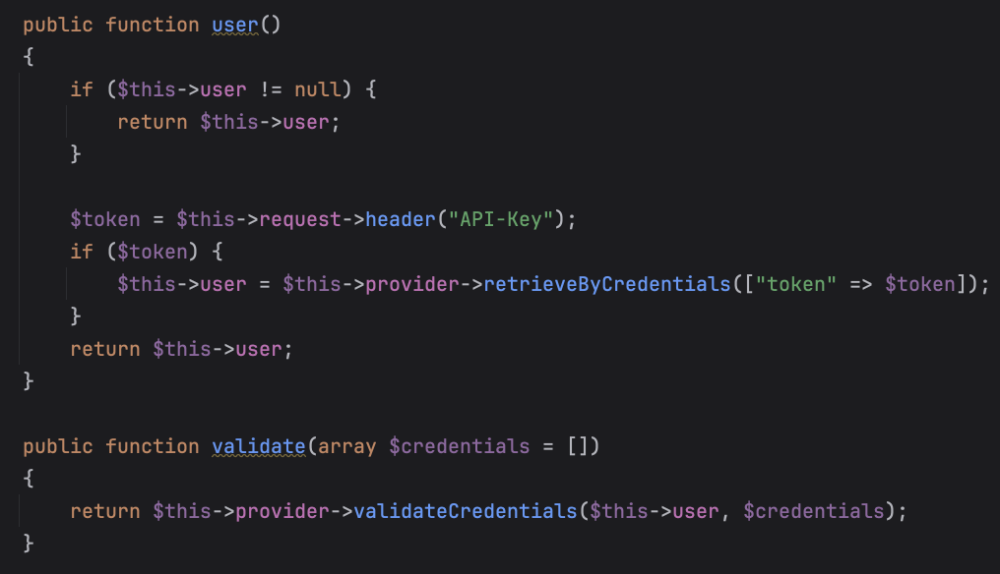 public function user()
{
    if ($this->user != null) {
        return $this->user;
    }

    $token = $this->request->header("API-Key");
    if ($token) {
        $this->user = $this->provider->retrieveByCredentials(["token" => $token]);
    }
    return $this->user;
}

public function validate(array $credentials = [])
{
    return $this->provider->validateCredentials($this->user, $credentials);
}